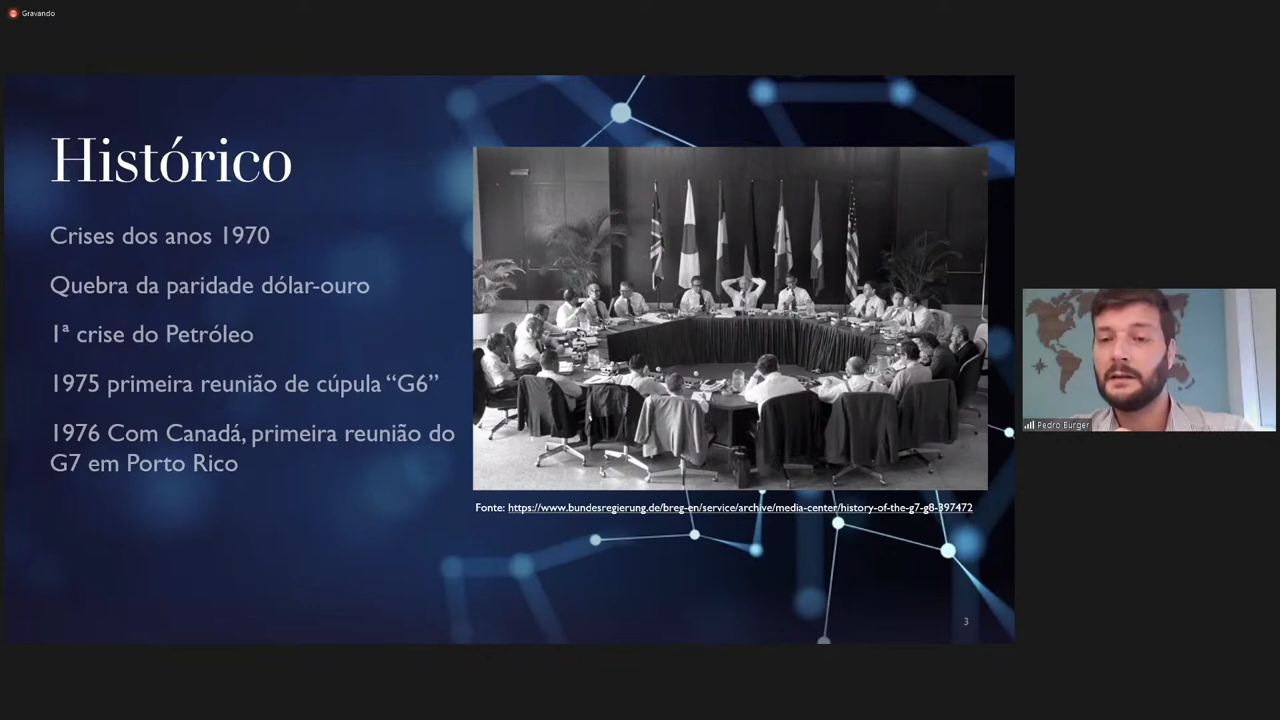 Gravando
Histórico
Crises dos anos 1970
Quebra da paridade dólar-ouro
1ª crise do Petróleo
1975 primeira reunião de cúpula “G6”
1976 Com Canadá, primeira reunião do
G7 em Porto Rico
Fonte: https://www.bundesregierung.de/breg-en/service/archive/media-center/history-of-the-g7-g8-397472
3
Pedro Burger